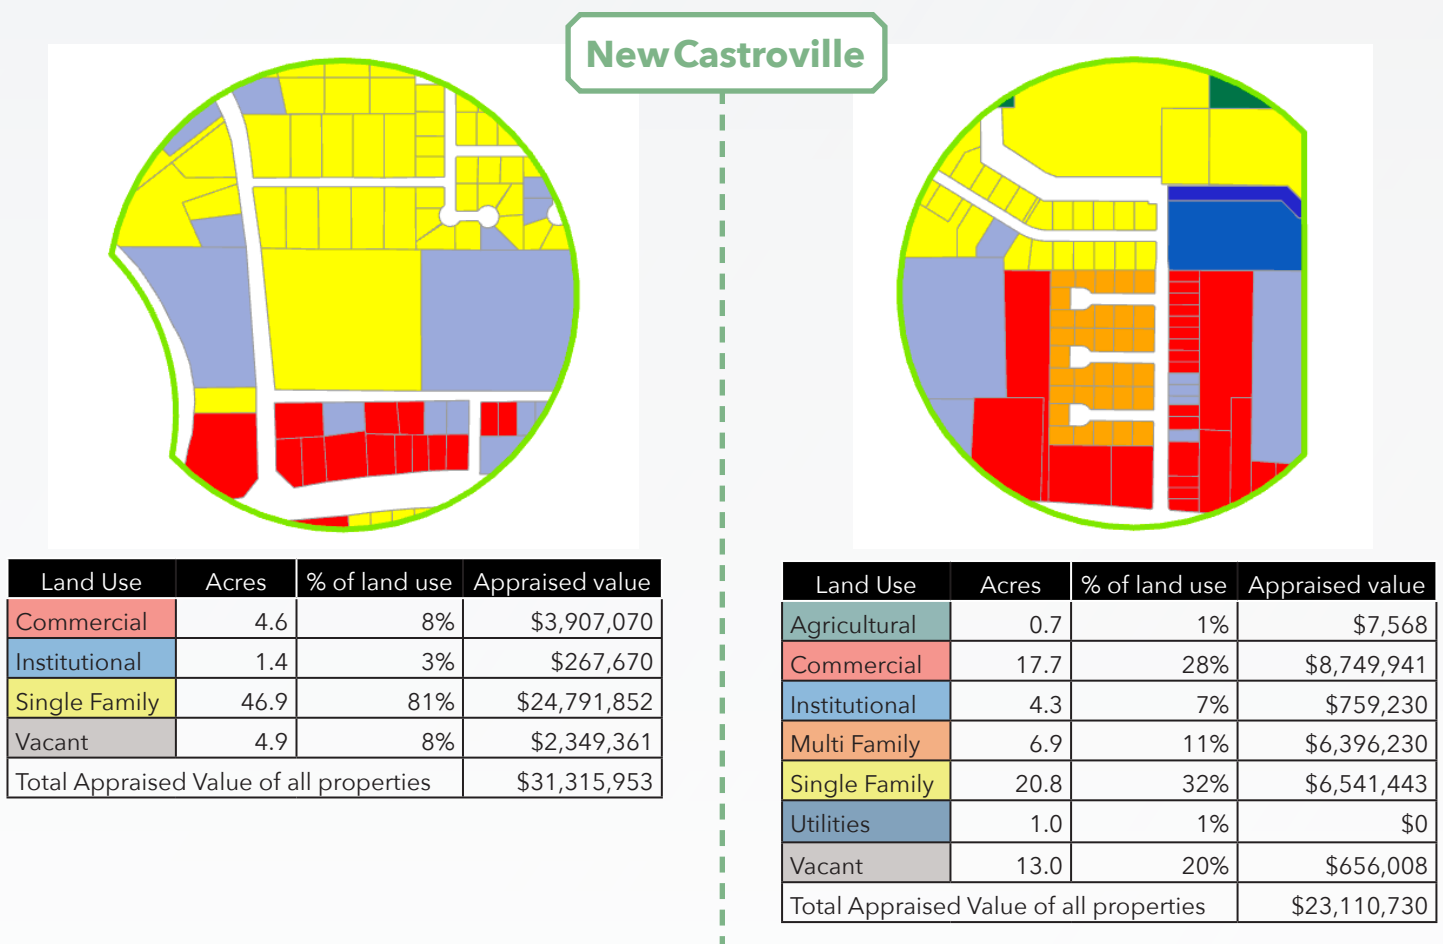 New Castroville
Land Use Acres % of land use Appraised value
Commercial 4.6 8% $3,907,070
Institutional 1.4 3% $267,670
Single Family 46.9 81% $24,791,852
Vacant 4.9 8% $2,349,361
Total Appraised Value of all properties $31,315,953
Land Use Acres % of land use Appraised value
Agricultural 0.7 1% $7,568
Commercial 17.7 28% $8,749,941
Institutional 4.3 7% $759,230
Multi Family 6.9 11% $6,396,230
Single Family 20.8 32% $6,541,443
Utilities 1.0 1% $0
Vacant 13.0 20% $656,008
Total Appraised Value of all properties $23,110,730